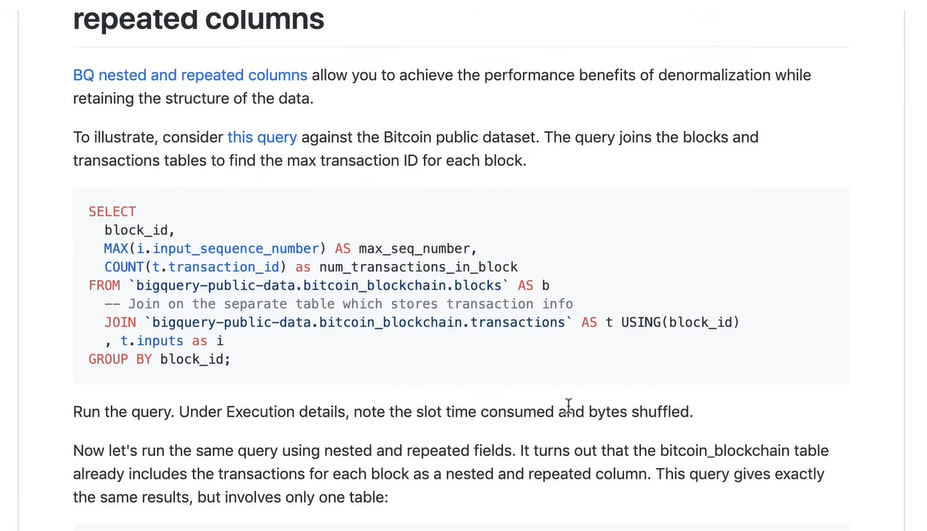 repeated columns
BQ nested and repeated columns allow you to achieve the performance benefits of denormalization while
retaining the structure of the data.
To illustrate, consider this query against the Bitcoin public dataset. The query joins the blocks and
transactions tables to find the max transaction ID for each block.
SELECT
block_id,
MAX(i.input_sequence_number) AS max_seq_number,
COUNT(t.transaction_id) as num_transactions_in_block
FROM `bigquery-public-data.bitcoin_blockchain.blocks` AS b
-- Join on the separate table which stores transaction info
JOIN `bigquery-public-data.bitcoin_blockchain.transactions` AS t USING(block_id)
, t.inputs as i
GROUP BY block_id;
Run the query. Under Execution details, note the slot time consumed and bytes shuffled.
Now let's run the same query using nested and repeated fields. It turns out that the bitcoin_blockchain table
already includes the transactions for each block as a nested and repeated column. This query gives exactly
the same results, but involves only one table: